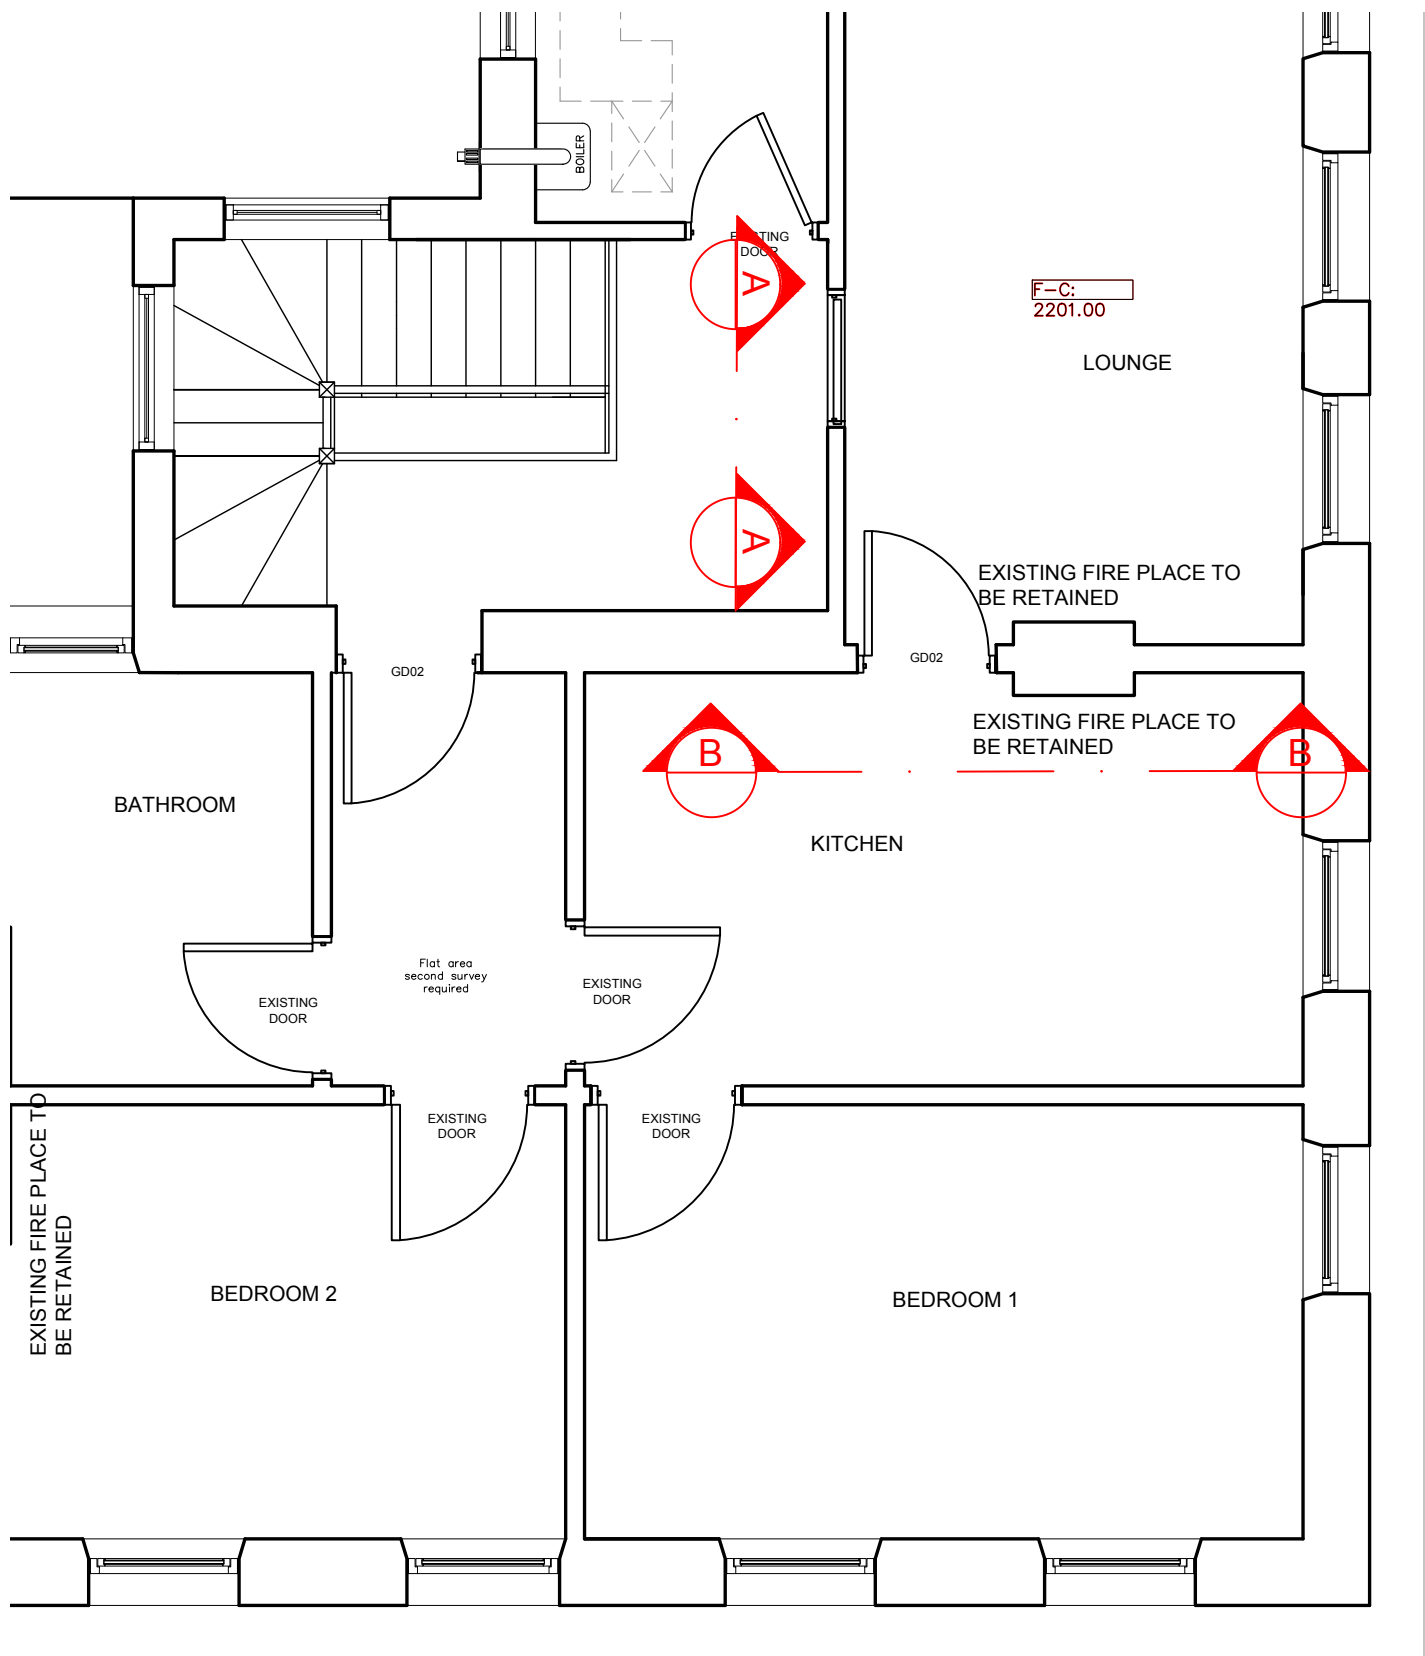 BOILER
EXISTING
DOOR
A
F-C:
2201.00
LOUNGE
A
EXISTING FIRE PLACE TO
BE RETAINED
GD02
GD02
EXISTING FIRE PLACE TO
BE RETAINED
B
B
BATHROOM
KITCHEN
Flat area
second survey
required
EXISTING
DOOR
EXISTING
DOOR
EXISTING
DOOR
EXISTING
DOOR
EXISTING FIRE PLACE TO
BE RETAINED
BEDROOM 2
BEDROOM 1